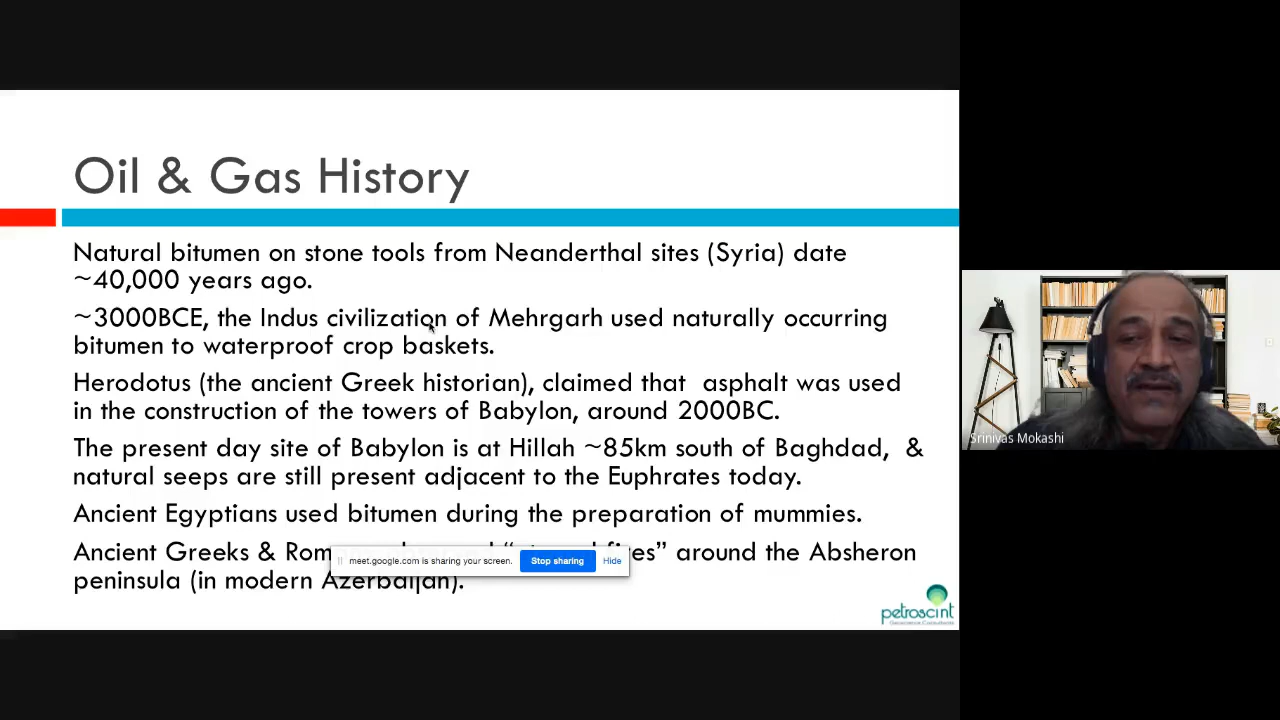 Oil & Gas History
Natural bitumen on stone tools from Neanderthal sites (Syria) date
~40,000 years ago.
~3000BCE, the Indus civilization of Mehrgarh used naturally occurring
bitumen to waterproof crop baskets.
Herodotus (the ancient Greek historian), claimed that asphalt was used
in the construction of the towers of Babylon, around 2000BC.
The present day site of Babylon is at Hillah ~85km south of Baghdad, &
natural seeps are still present adjacent to the Euphrates today.
Ancient Egyptians used bitumen during the preparation of mummies.
Ancient Greeks & around the Absheron
peninsula (in modern Azerbaijan).
meet.google.com is sharing your screen. Stop sharing Hide
petroscint
Srinivas Mokashi